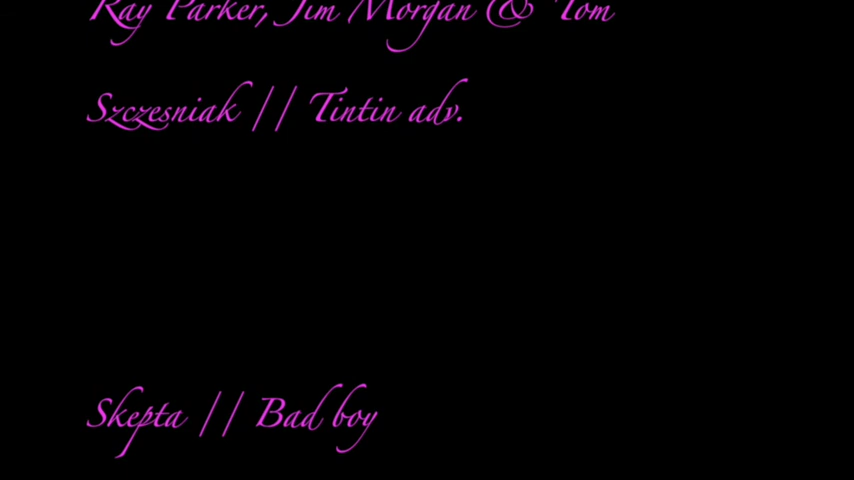 Ray Parker, Jim Morgan & Tom
Szczesniak // Tintin adv.
Skepta // Bad boy